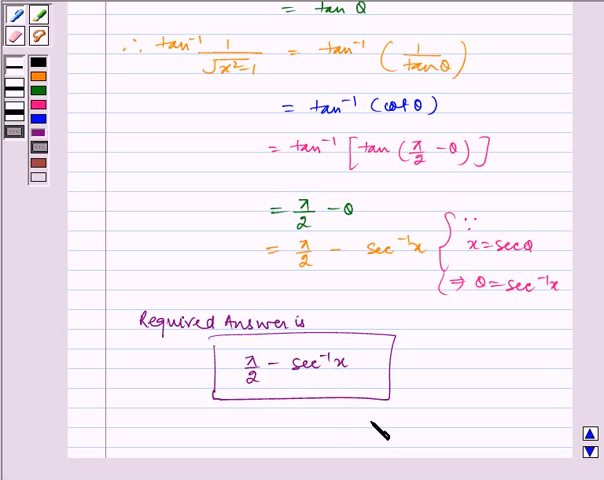 = tan θ
∴ tan⁻¹ 1/√x²-1 = tan⁻¹ (1/tanθ)
= tan⁻¹ (cotθ)
= tan⁻¹ [tan (π/2 - θ)]
= π/2 - θ
= π/2 - sec⁻¹x { ∵ x = secθ
⇒ θ = sec⁻¹x
Required Answer is
π/2 - sec⁻¹x